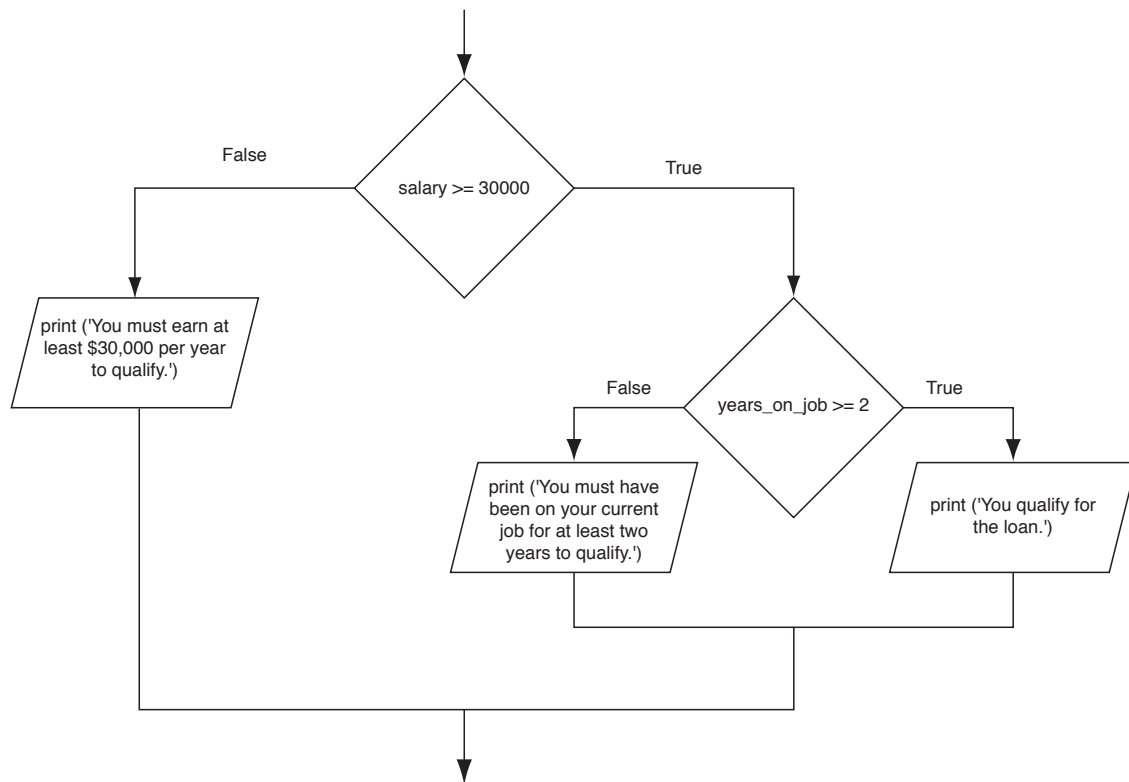 False
True
salary >= 30000
print ('You must earn at
least $30,000 per year
to qualify.')
False
True
years_on_job >= 2
print ('You must have
been on your current
job for at least two
years to qualify.')
print ('You qualify for
the loan.')